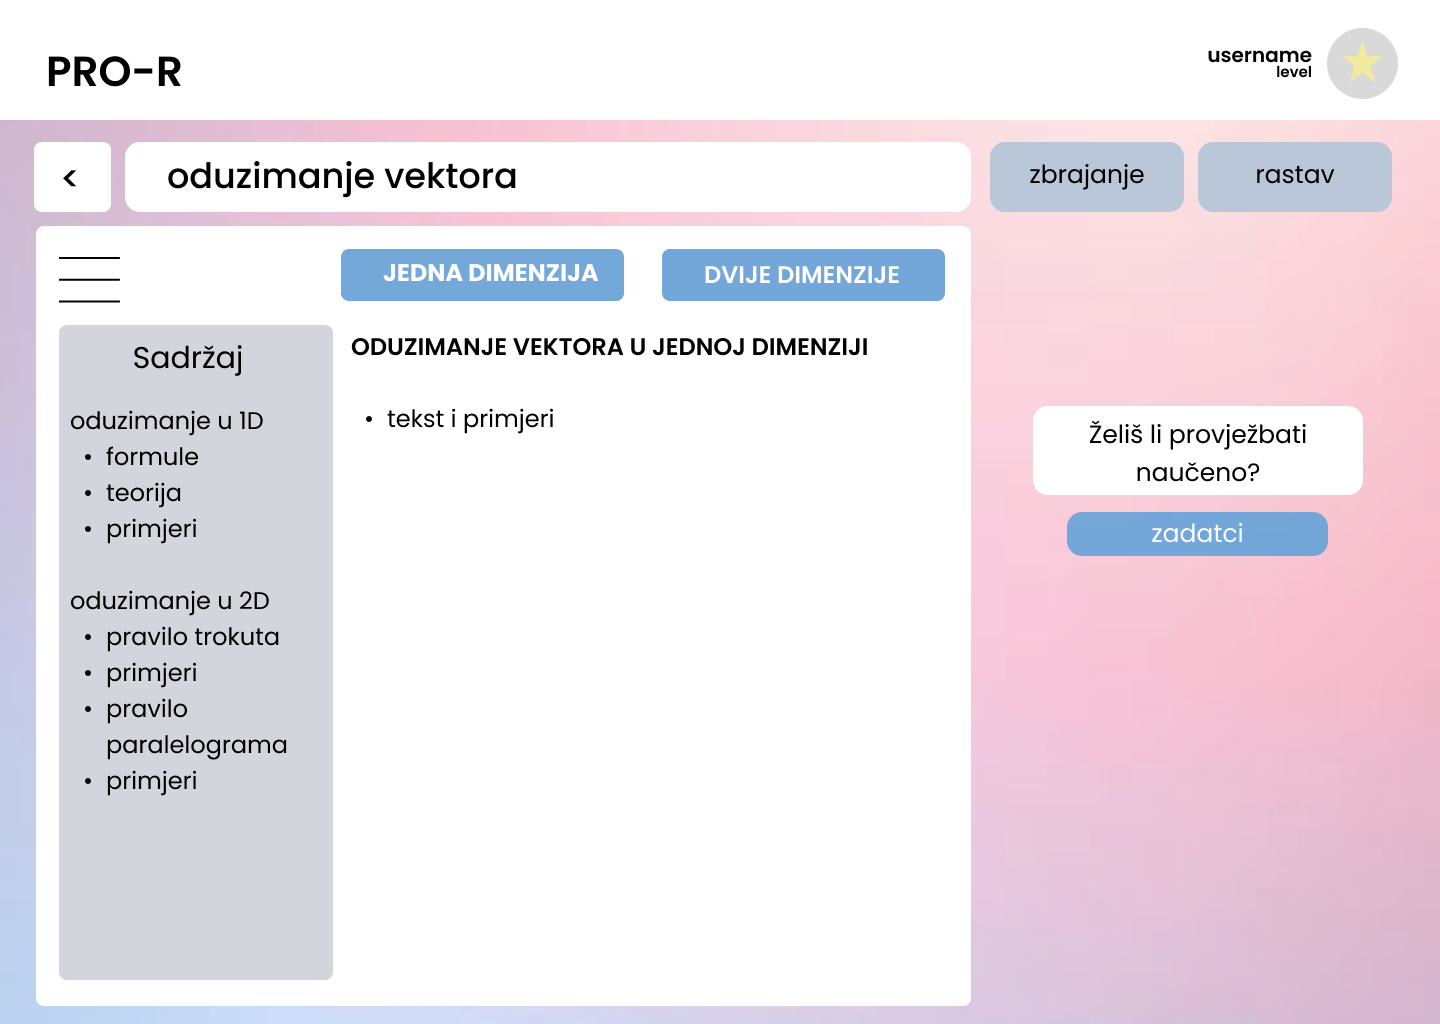 PRO-R
username
level
<
oduzimanje vektora
zbrajanje
rastav
JEDNA DIMENZIJA
DVIJE DIMENZIJE
Sadržaj
oduzimanje u 1D
• formule
• teorija
• primjeri
oduzimanje u 2D
• pravilo trokuta
• primjeri
• pravilo
paralelograma
• primjeri
ODUZIMANJE VEKTORA U JEDNOJ DIMENZIJI
• tekst i primjeri
Želiš li provježbati
naučeno?
zadatci